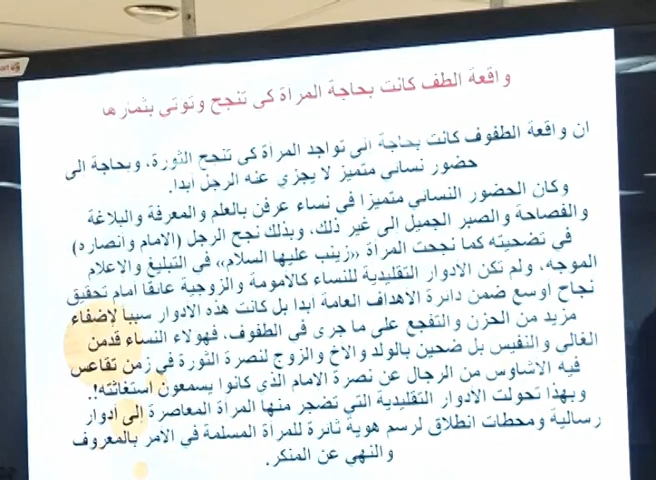 واقعة الطف كانت بحاجة المرأة كي تنجح وتوتي بثمارها
ان واقعة الطفوف كانت بحاجة الى تواجد المرأة كي تنجح الثورة، وبحاجة الى
حضور نسائي متميز لا يجزي عنه الرجل أبدا.
وكان الحضور النسائي متميزا في نساء عرفن بالعلم والمعرفة والبلاغة
والفصاحة والصبر الجميل الى غير ذلك، وبذلك نجح الرجل (الامام وانصاره)
في تضحيته كما نجحت المرأة ،،زينب عليها السلام،، في التبليغ والاعلام
الموجه، ولم تكن الادوار التقليدية للنساء كالامومة والزوجية عائقا أمام تحقيق
نجاح اوسع ضمن دائرة الأهداف العامة ابدا بل كانت هذه الادوار سببا لإضفاء
مزيد من الحزن والتفجع على ما جرى في الطفوف، فهولاء النساء قدمن
الغالي والنفيس بل ضحين بالولد والاخ والزوج لنصرة الثورة في زمن تقاعس
فيه الاشاوس من الرجال عن نصرة الامام الذي كانوا يسمعون استغاثته!.
وبهذا تحولت الادوار التقليدية التي تضجر منها المرأة المعاصرة إلى أدوار
رسالية ومحطات انطلاق لرسم هوية ثائرة للمرأة المسلمة في الامر بالمعروف
والنهي عن المنكر.